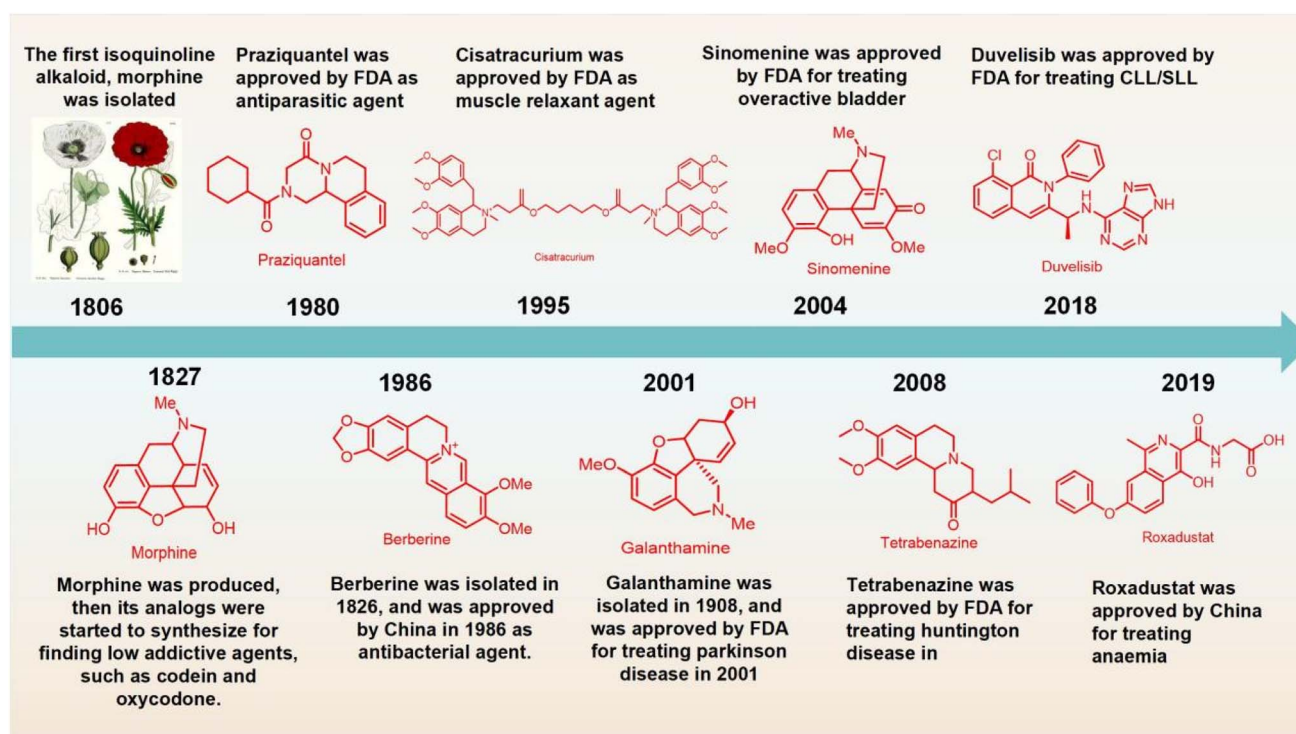 The first isoquinoline
alkaloid, morphine
was isolated
1806
Praziquantel was
approved by FDA as
antiparasitic agent
O
N
N
O
Praziquantel
1980
Cisatracurium was
approved by FDA as
muscle relaxant agent
Cisatracurium
1995
Sinomenine was approved
by FDA for treating
overactive bladder
Me
N
O
MeO
OH
OMe
Sinomenine
2004
Duvelisib was approved by
FDA for treating CLL/SLL
Cl
O
N
NH
N
N
NH
N
N
Duvelisib
2018
1827
Me
N
HO
O
OH
Morphine
Morphine was produced,
then its analogs were
started to synthesize for
finding low addictive agents,
such as codein and
oxycodone.
1986
O
O
N+
OMe
OMe
Berberine
Berberine was isolated in
1826, and was approved
by China in 1986 as
antibacterial agent.
2001
OH
O
MeO
N
Me
Galanthamine
Galanthamine was
isolated in 1908, and
was approved by FDA
for treating parkinson
disease in 2001
2008
O
O
N
O
Tetrabenazine
Tetrabenazine was
approved by FDA for
treating huntington
disease in
2019
N
O
N
H
O
OH
OH
O
Roxadustat
Roxadustat was
approved by China
for treating
anaemia